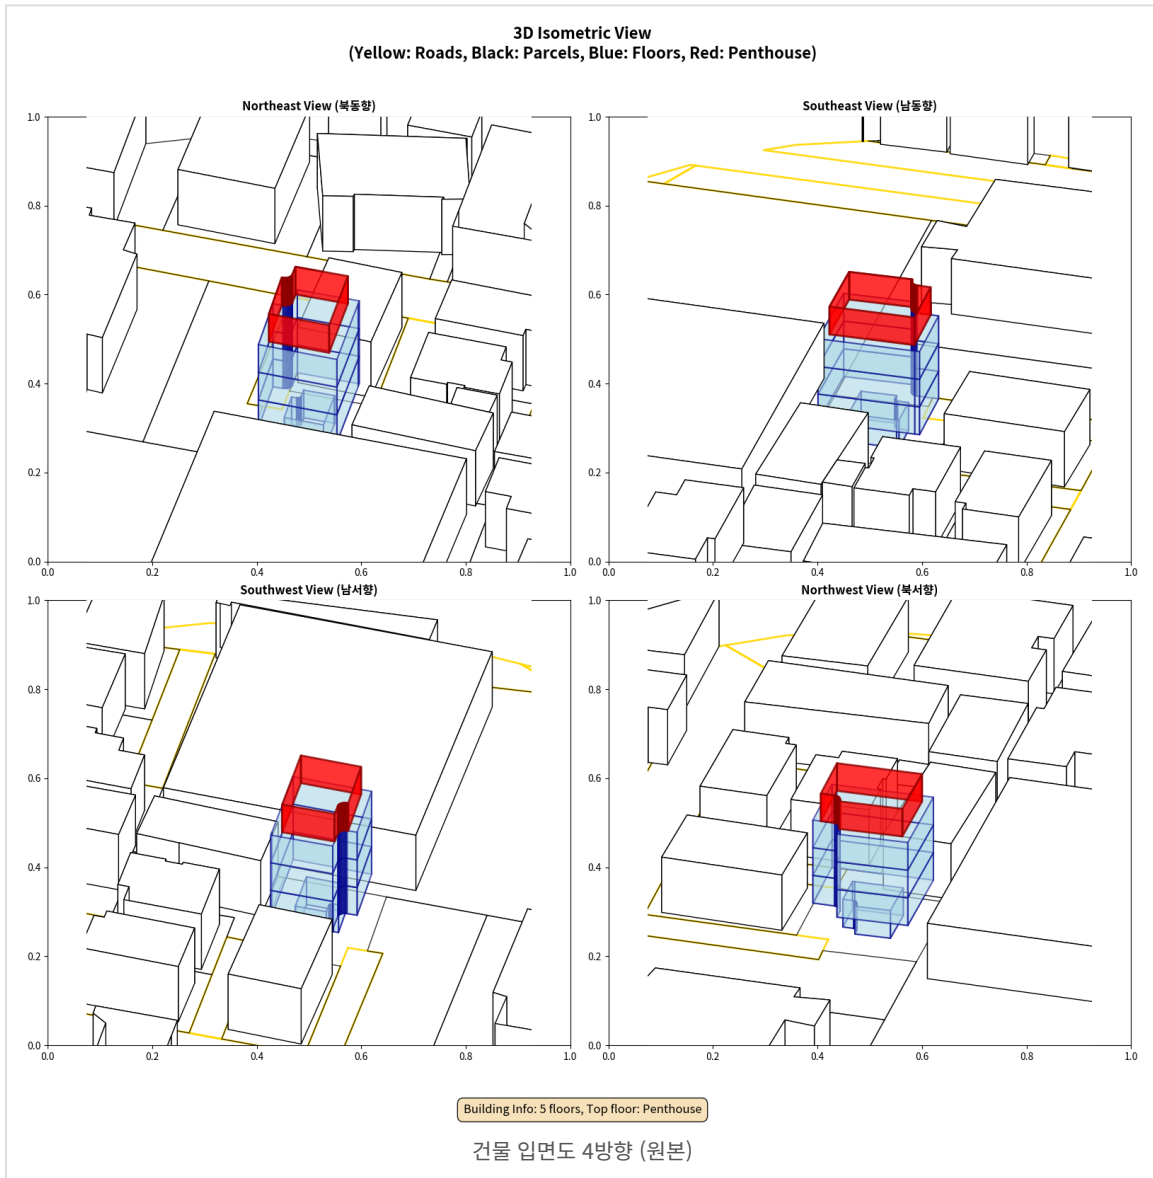 3D Isometric View
(Yellow: Roads, Black: Parcels, Blue: Floors, Red: Penthouse)
Northeast View (북동향)
Southeast View (남동향)
1.0
0.8
0.6
0.4
0.2
0.0
0.0 0.2 0.4 0.6 0.8 1.0
1.0
0.8
0.6
0.4
0.2
0.0
0.0 0.2 0.4 0.6 0.8 1.0
Southwest View (남서향)
Northwest View (북서향)
1.0
0.8
0.6
0.4
0.2
0.0
0.0 0.2 0.4 0.6 0.8 1.0
1.0
0.8
0.6
0.4
0.2
0.0
0.0 0.2 0.4 0.6 0.8 1.0
Building Info: 5 floors, Top floor: Penthouse
건물 입면도 4방향 (원본)